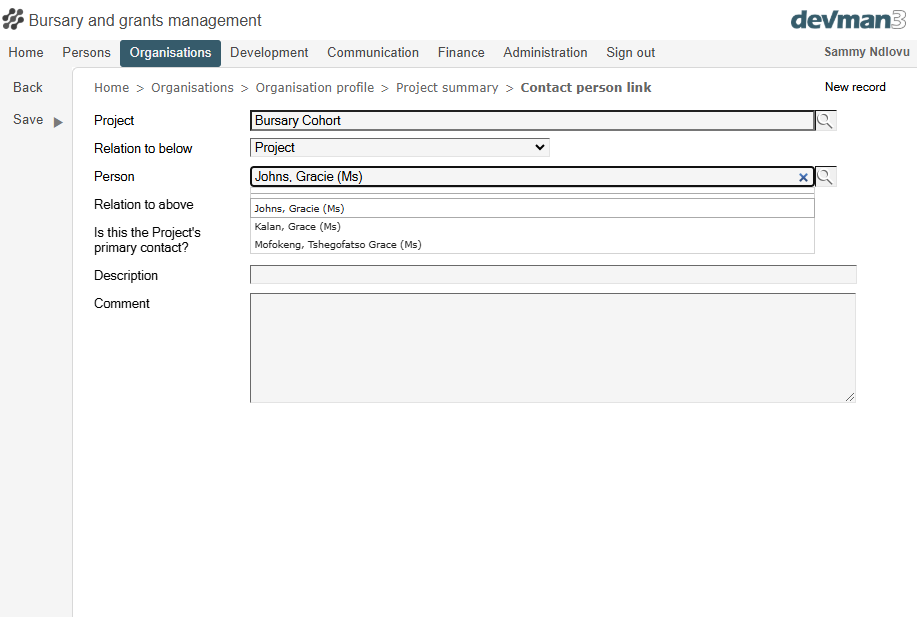 Bursary and grants management
devman3
Home Persons Organisations Development Communication Finance Administration Sign out Sammy Ndlovu
Back Home > Organisations > Organisation profile > Project summary > Contact person link New record
Save
Project Bursary Cohort
Relation to below Project
Person Johns, Gracie (Ms)
Relation to above
Johns, Gracie (Ms)
Kalan, Grace (Ms)
Mofokeng, Tshegofatso Grace (Ms)
Is this the Project's
primary contact?
Description
Comment